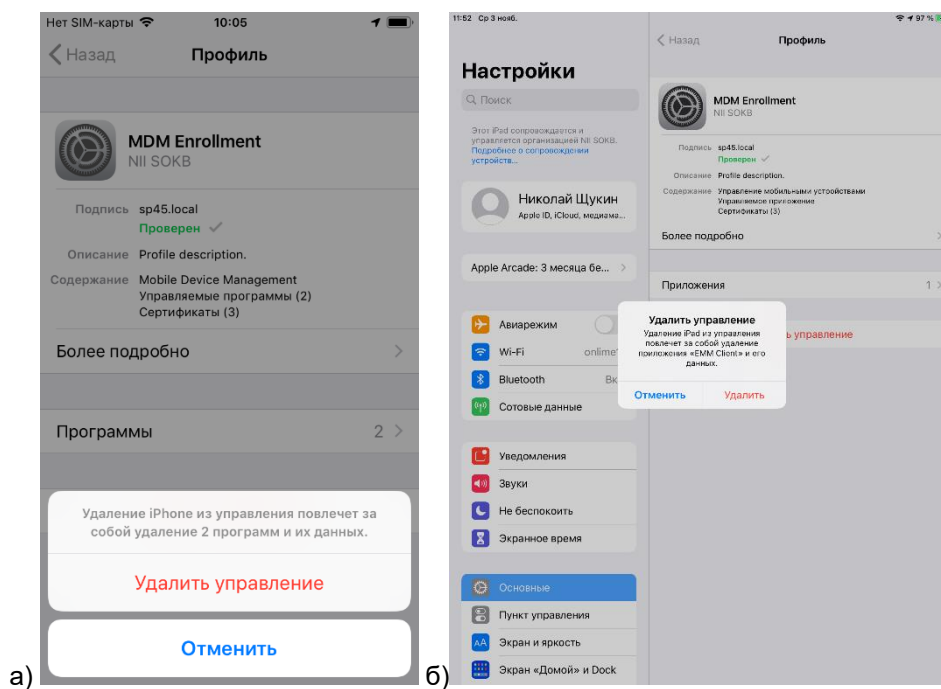 Нет SIM-карты 10:05
Назад Профиль
MDM Enrollment
NII SOKB
Подпись sp45.local
Проверен ✓
Описание Profile description.
Содержание Mobile Device Management
Управляемые программы (2)
Сертификаты (3)
Более подробно
Программы 2
Удаление iPhone из управления повлечет за
собой удаление 2 программ и их данных.
Удалить управление
Отменить
а)
11:52 Ср 3 нояб. 97 %
Настройки
Поиск
Этот iPad сопровождается и
управляется организацией NII SOKB.
Подробнее о сопровождении
устройств...
Николай Щукин
Apple ID, iCloud, медиама...
Apple Arcade: 3 месяца бе...
Авиарежим
Wi-Fi onlime
Bluetooth Вк
Сотовые данные
Уведомления
Звуки
Не беспокоить
Экранное время
Основные
Пункт управления
Экран и яркость
Экран «Домой» и Dock
Назад Профиль
MDM Enrollment
NII SOKB
Подпись sp45.local
Проверен ✓
Описание Profile description.
Содержание Управление мобильными устройствами
Управляемое приложение
Сертификаты (3)
Более подробно
Приложения 1
ь управление
Удалить управление
Удаление iPad из управления
повлечет за собой удаление
приложения «EMM Client» и его
данных.
Отменить Удалить
б)